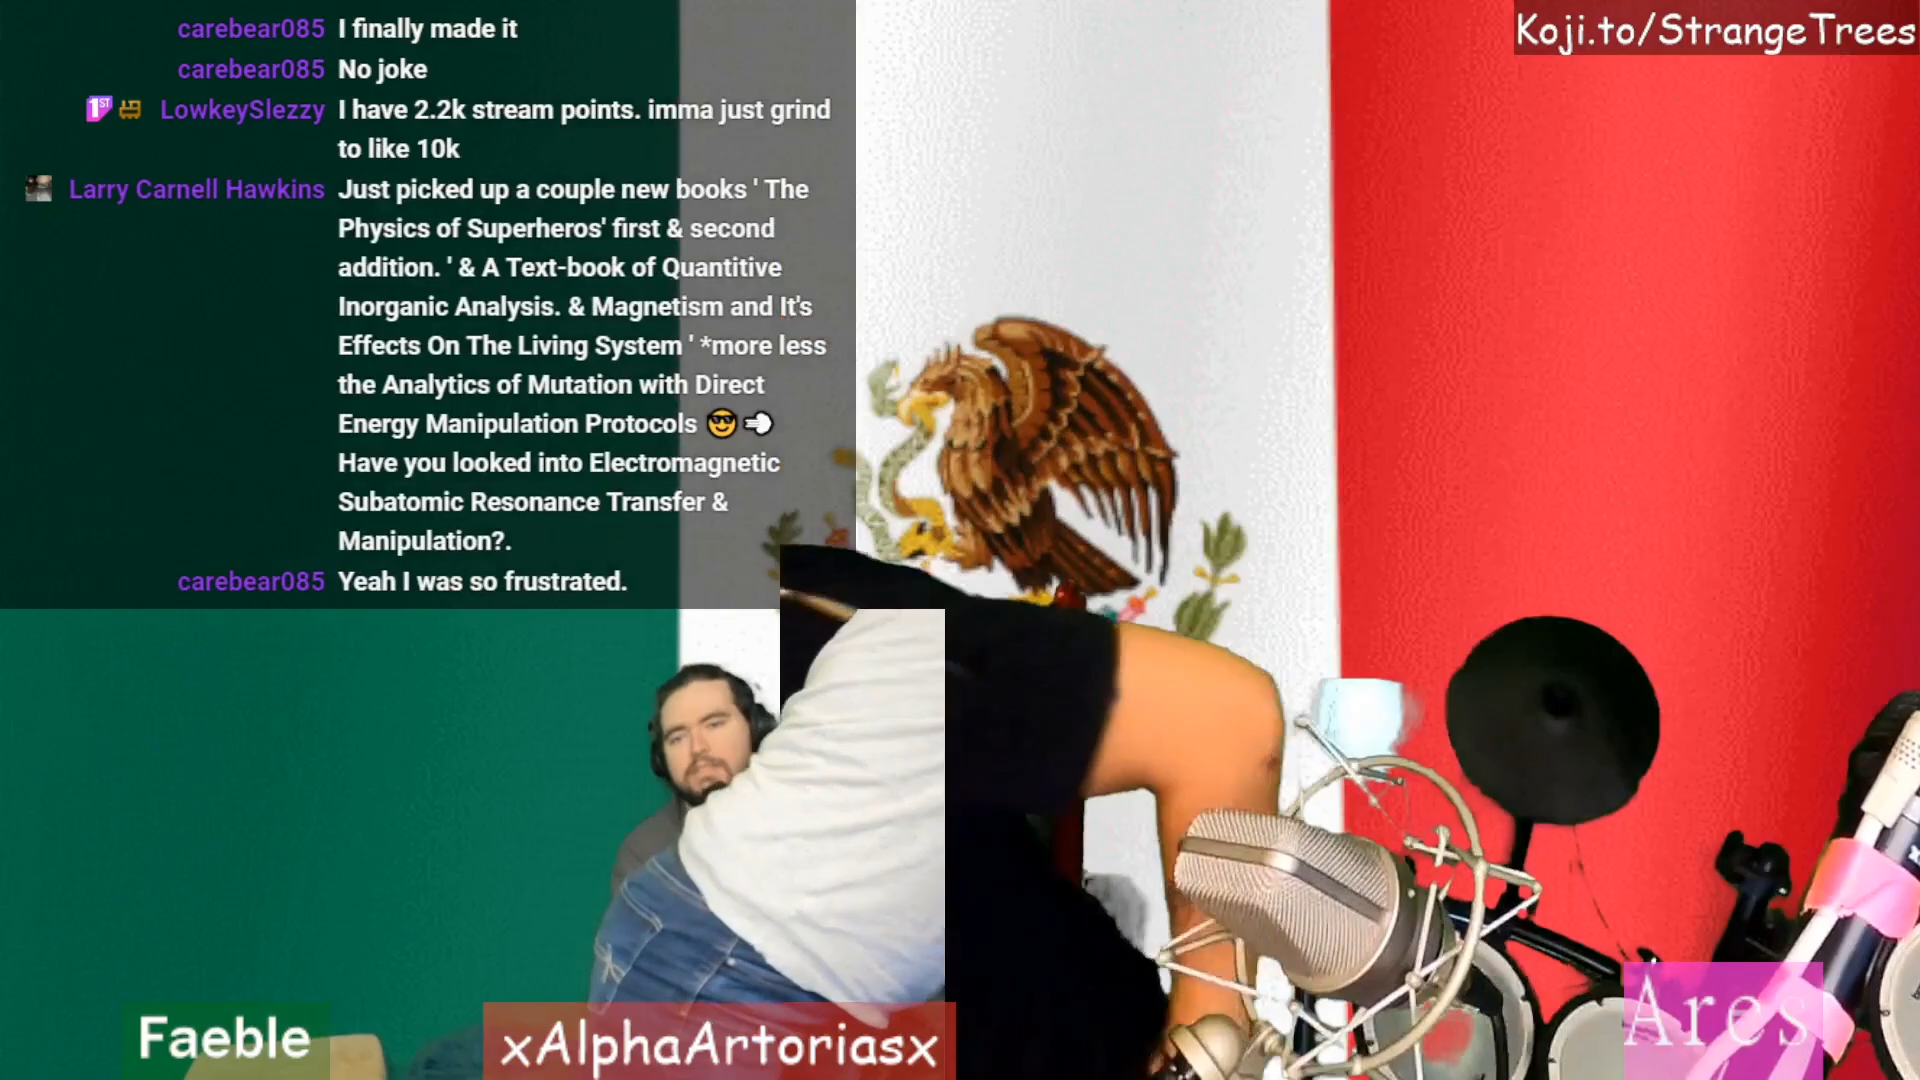 carebear085 I finally made it
Koji.to/StrangeTrees
carebear085 No joke
1ST LowkeySlezzy I have 2.2k stream points. imma just grind
to like 10k
Larry Carnell Hawkins Just picked up a couple new books ' The
Physics of Superheros' first & second
addition. ' & A Text-book of Quantitive
Inorganic Analysis. & Magnetism and It's
Effects On The Living System ' *more less
the Analytics of Mutation with Direct
Energy Manipulation Protocols 😎💨
Have you looked into Electromagnetic
Subatomic Resonance Transfer &
Manipulation?.
carebear085 Yeah I was so frustrated.
Faeble
xAlphaArtoriasx
Ares